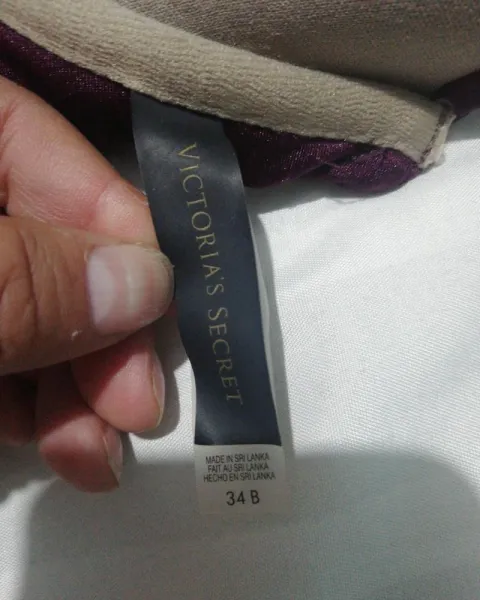 VICTORIA'S SECRET
MADE IN SRI LANKA
FAIT AU SRI LANKA
HECHO EN SRI LANKA
34 B